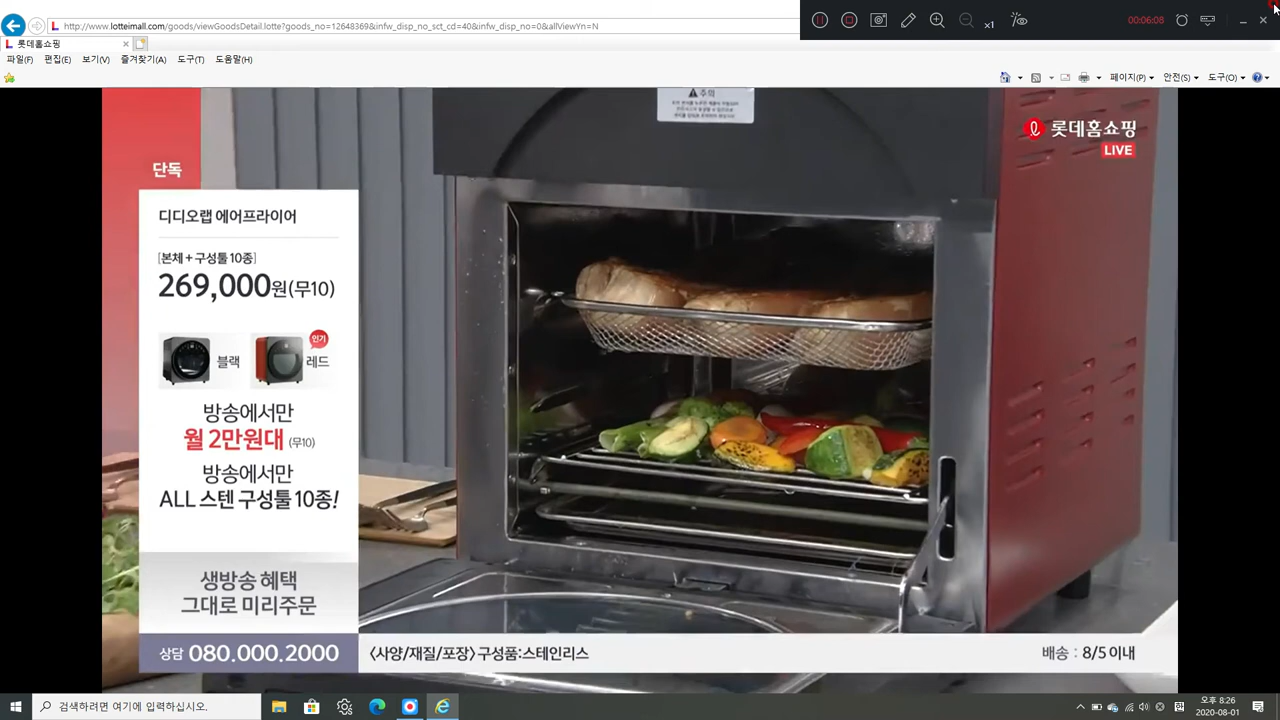 http://www.lotteimall.com/goods/viewGoodsDetail.lotte?goods_no=12648369&infw_disp_no_sct_cd=40&infw_disp_no=0&allViewYn=N
x1
00:06:08
롯데홈쇼핑
파일(F) 편집(E) 보기(V) 즐겨찾기(A) 도구(T) 도움말(H)
페이지(P) 안전(S) 도구(O)
주의
롯데홈쇼핑
LIVE
단독
디디오랩 에어프라이어
[본체 + 구성툴 10종]
269,000원(무10)
블랙
인기
레드
방송에서만
월 2만원대 (무10)
방송에서만
ALL 스텐 구성툴 10종!
생방송 혜택
그대로 미리주문
상담 080.000.2000
<사양/재질/포장> 구성품:스테인리스
배송 : 8/5 이내
검색하려면 여기에 입력하십시오.
오후 8:26
2020-08-01